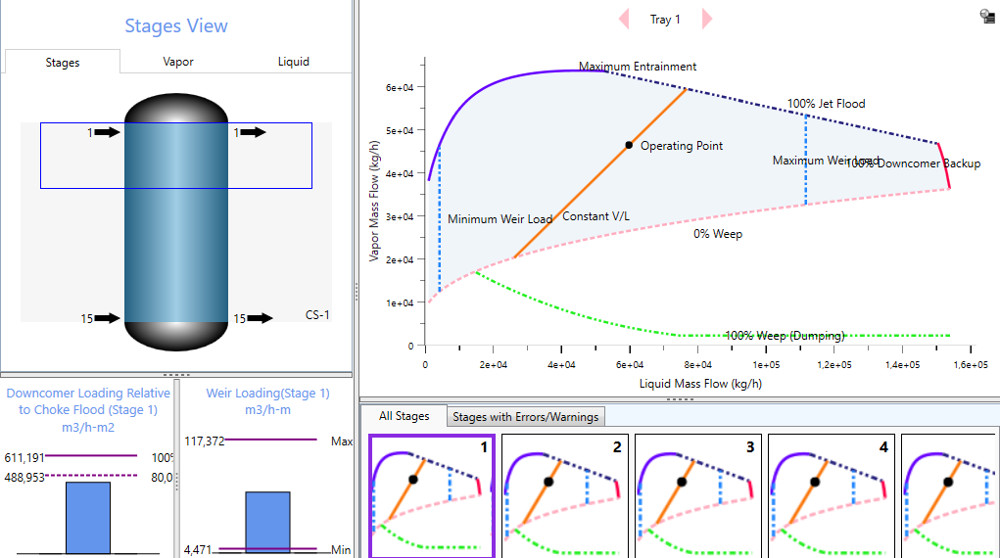 Stages View
Stages
Vapor
Liquid
1
1
15
15
CS-1
Downcomer Loading Relative
to Choke Flood (Stage 1)
m3/h-m2
611,191
100%
488,953
80,0
Weir Loading(Stage 1)
m3/h-m
117,372
Max
4,471
Min
Tray 1
Vapor Mass Flow (kg/h)
6e+04
5e+04
4e+04
3e+04
2e+04
1e+04
0
Maximum Entrainment
100% Jet Flood
Operating Point
Maximum Weir Load
100% Downcomer Backup
Minimum Weir Load
Constant V/L
0% Weep
100% Weep (Dumping)
0
2e+04
4e+04
6e+04
8e+04
1e+05
1,2e+05
1,4e+05
1,6e+05
Liquid Mass Flow (kg/h)
All Stages
Stages with Errors/Warnings
1
2
3
4